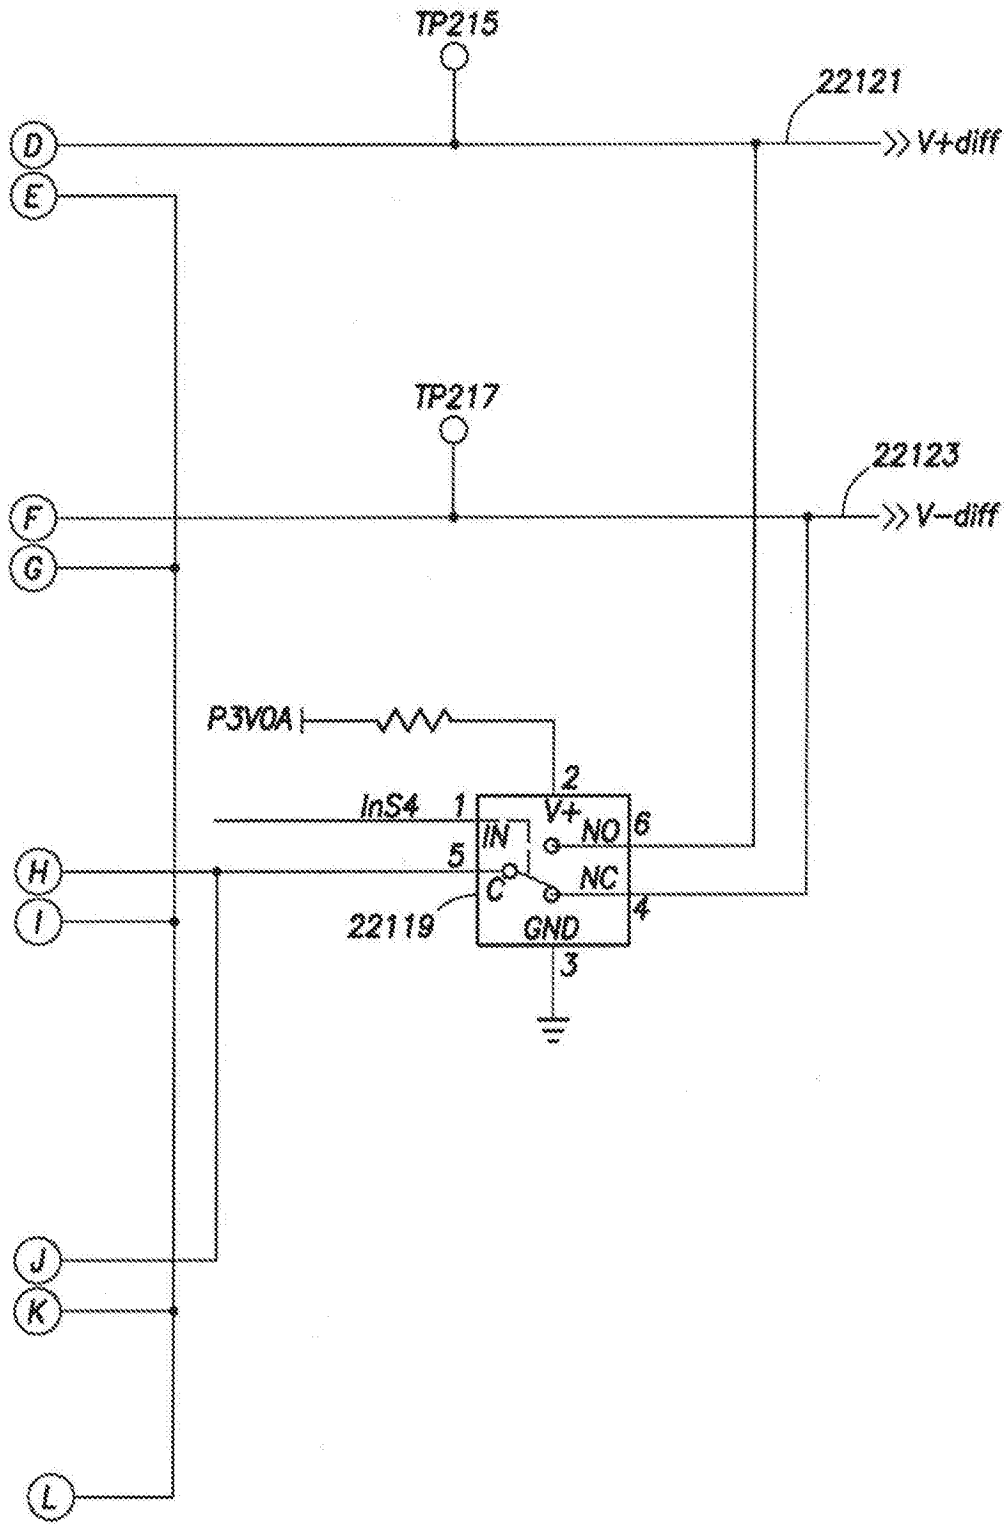 TP215
22121
D
V+diff
E
TP217
22123
F
V-diff
G
P3V0A
2
InS4 1
V+
IN
NO 6
5
H
C
NC 4
I
22119
GND
3
J
K
L